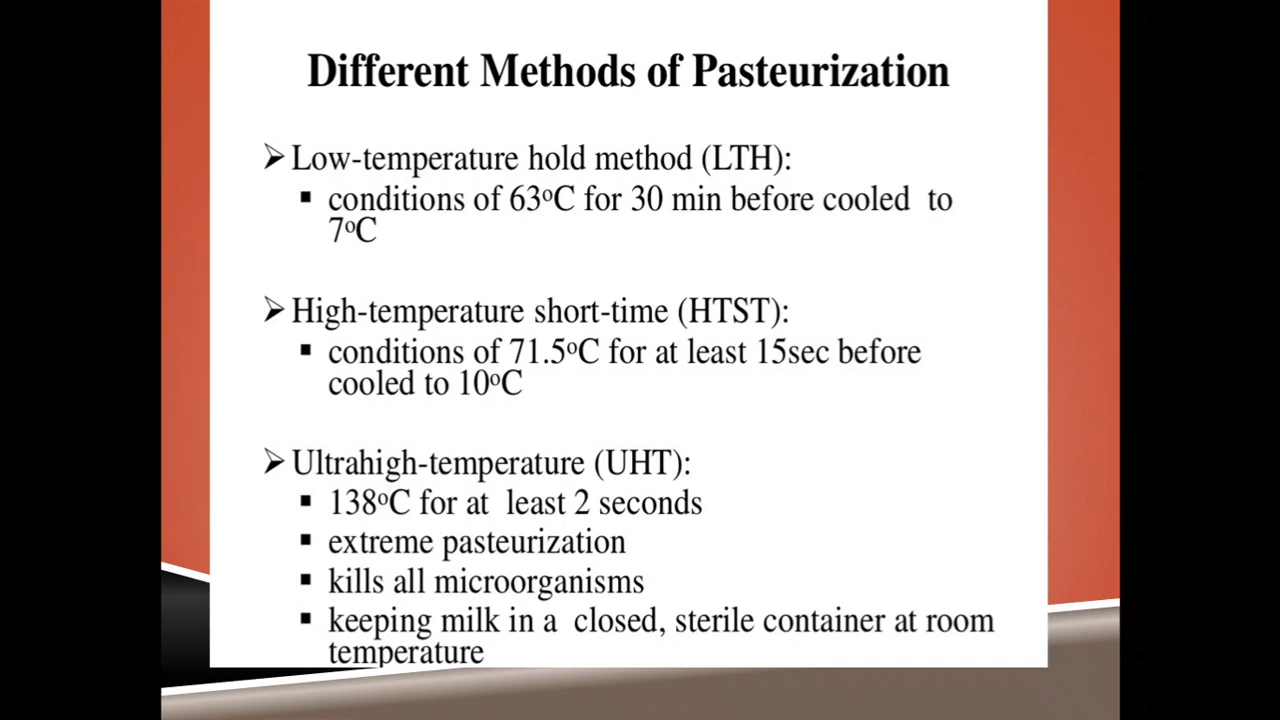 Different Methods of Pasteurization
➢ Low-temperature hold method (LTH):
▪ conditions of 63ºC for 30 min before cooled to
7ºC
➢ High-temperature short-time (HTST):
▪ conditions of 71.5ºC for at least 15sec before
cooled to 10ºC
➢ Ultrahigh-temperature (UHT):
▪ 138ºC for at least 2 seconds
▪ extreme pasteurization
▪ kills all microorganisms
▪ keeping milk in a closed, sterile container at room
temperature